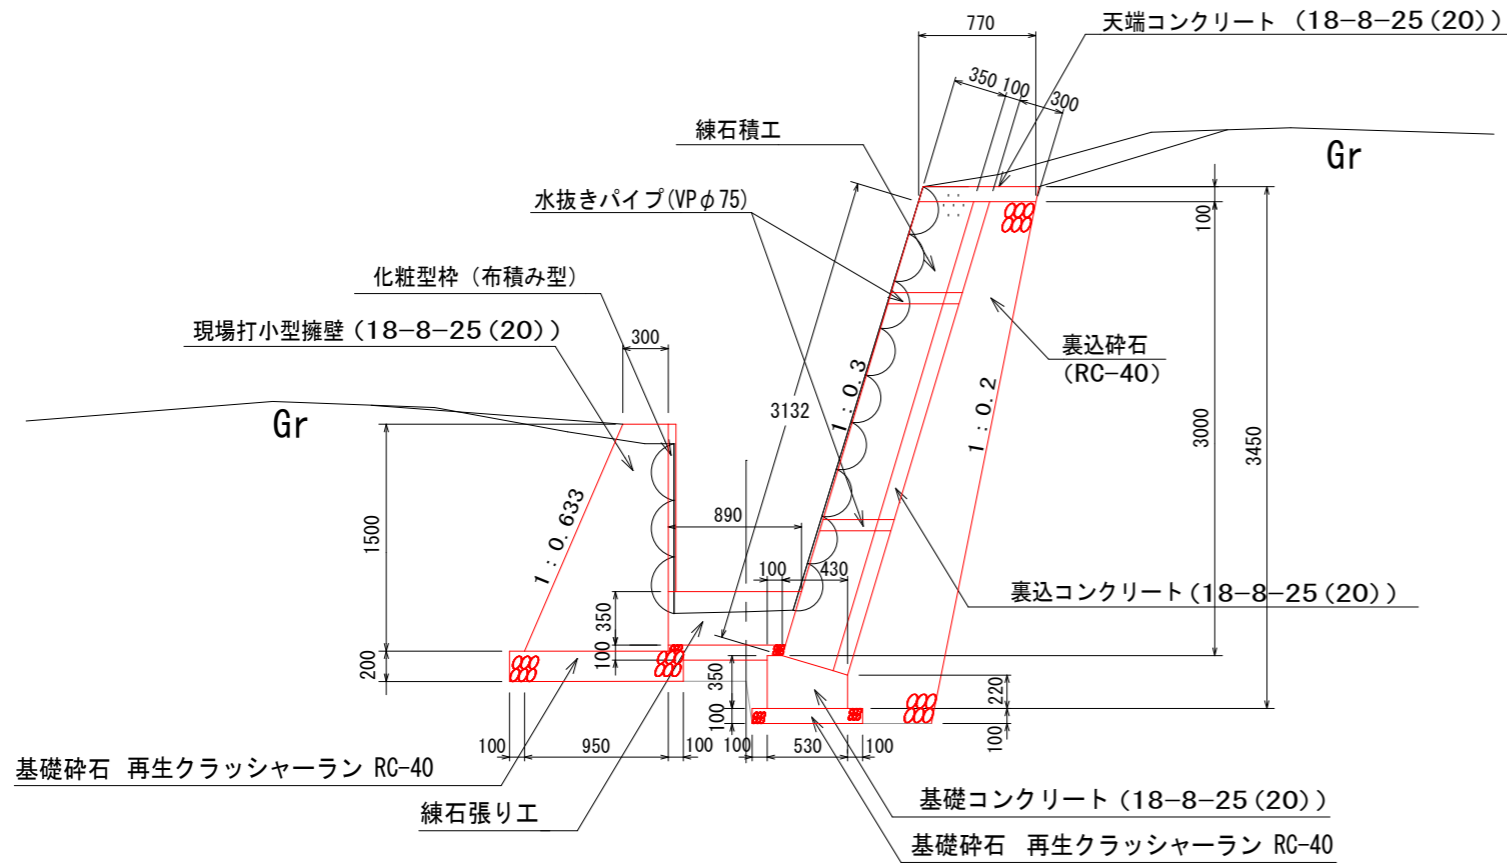 天端コンクリート (18-8-25(20))
770
350
100
300
練石積工
Gr
水抜きパイプ(VPφ75)
100
化粧型枠 (布積み型)
現場打小型擁壁 (18-8-25(20))
300
裏込砕石
(RC-40)
1:0.3
1:0.2
3132
3000
3450
Gr
1500
1:0.633
890
100
430
裏込コンクリート(18-8-25(20))
350
100
200
350
220
100
100
100
950
100
100
530
100
基礎砕石 再生クラッシャーラン RC-40
練石張り工
基礎コンクリート (18-8-25(20))
基礎砕石 再生クラッシャーラン RC-40